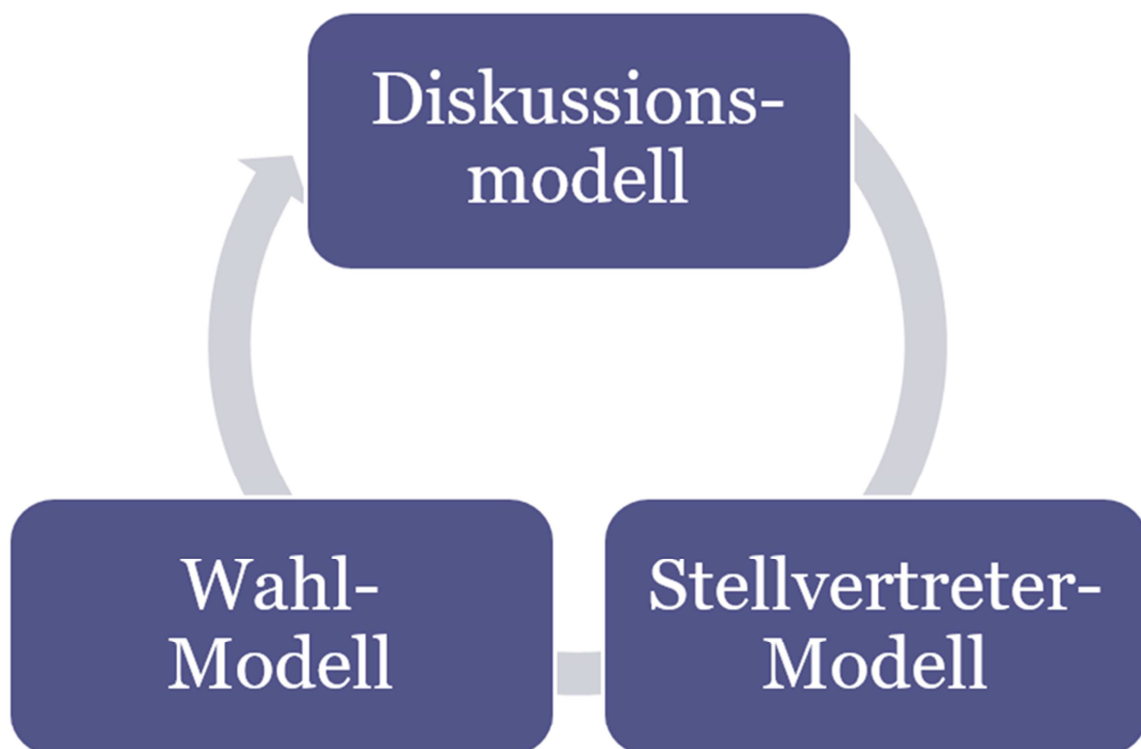 Diskussions-
modell
Wahl-
Modell
Stellvertreter-
Modell